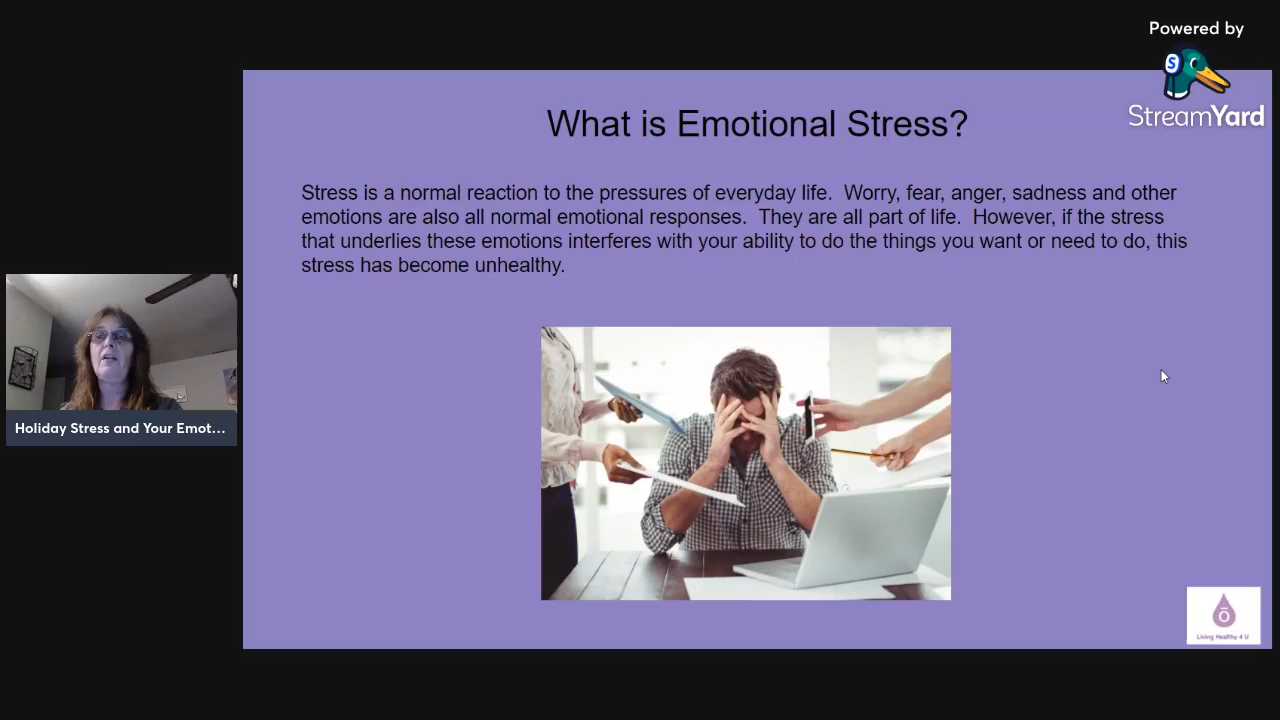 Powered by
S
StreamYard
What is Emotional Stress?
Stress is a normal reaction to the pressures of everyday life.  Worry, fear, anger, sadness and other
emotions are also all normal emotional responses.  They are all part of life.  However, if the stress
that underlies these emotions interferes with your ability to do the things you want or need to do, this
stress has become unhealthy.
Holiday Stress and Your Emot...
ō
Living Healthy 4 U